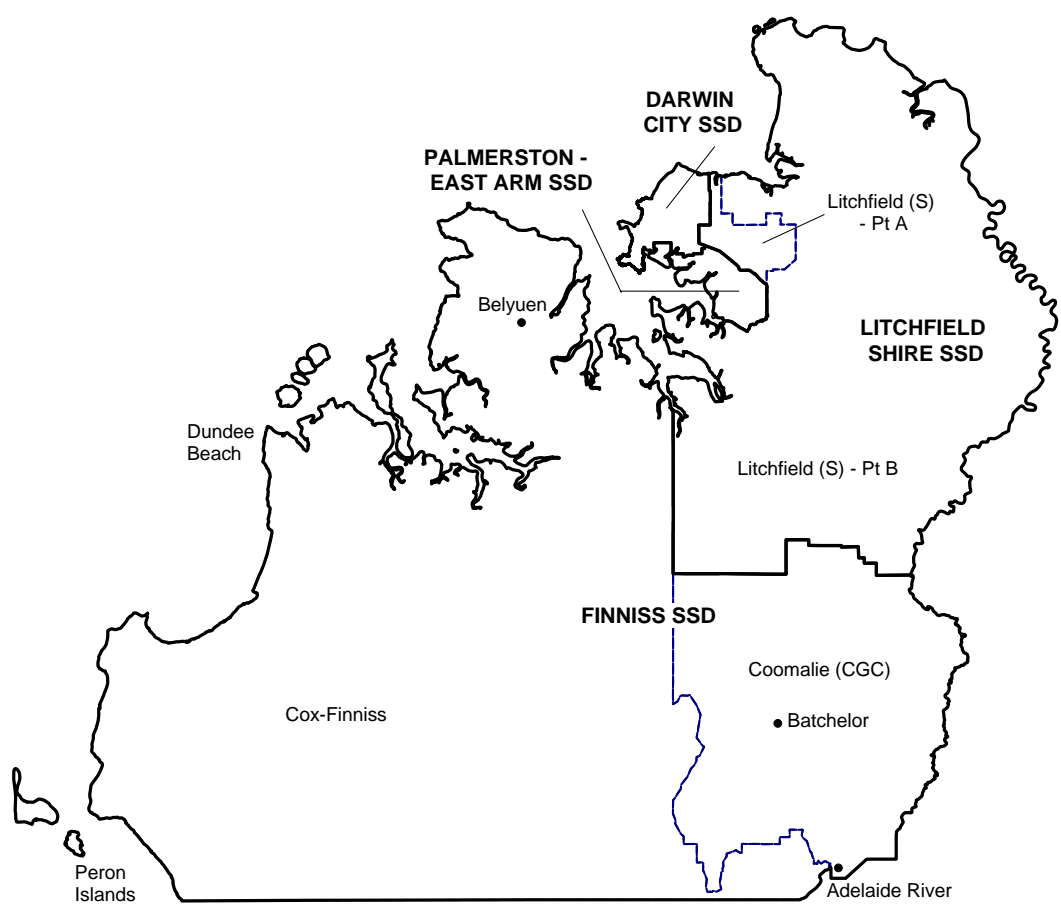 DARWIN
CITY SSD
PALMERSTON -
EAST ARM SSD
Litchfield (S)
- Pt A
Belyuen
LITCHFIELD
SHIRE SSD
Dundee
Beach
Litchfield (S) - Pt B
FINNISS SSD
Coomalie (CGC)
Cox-Finniss
Batchelor
Peron
Islands
Adelaide River